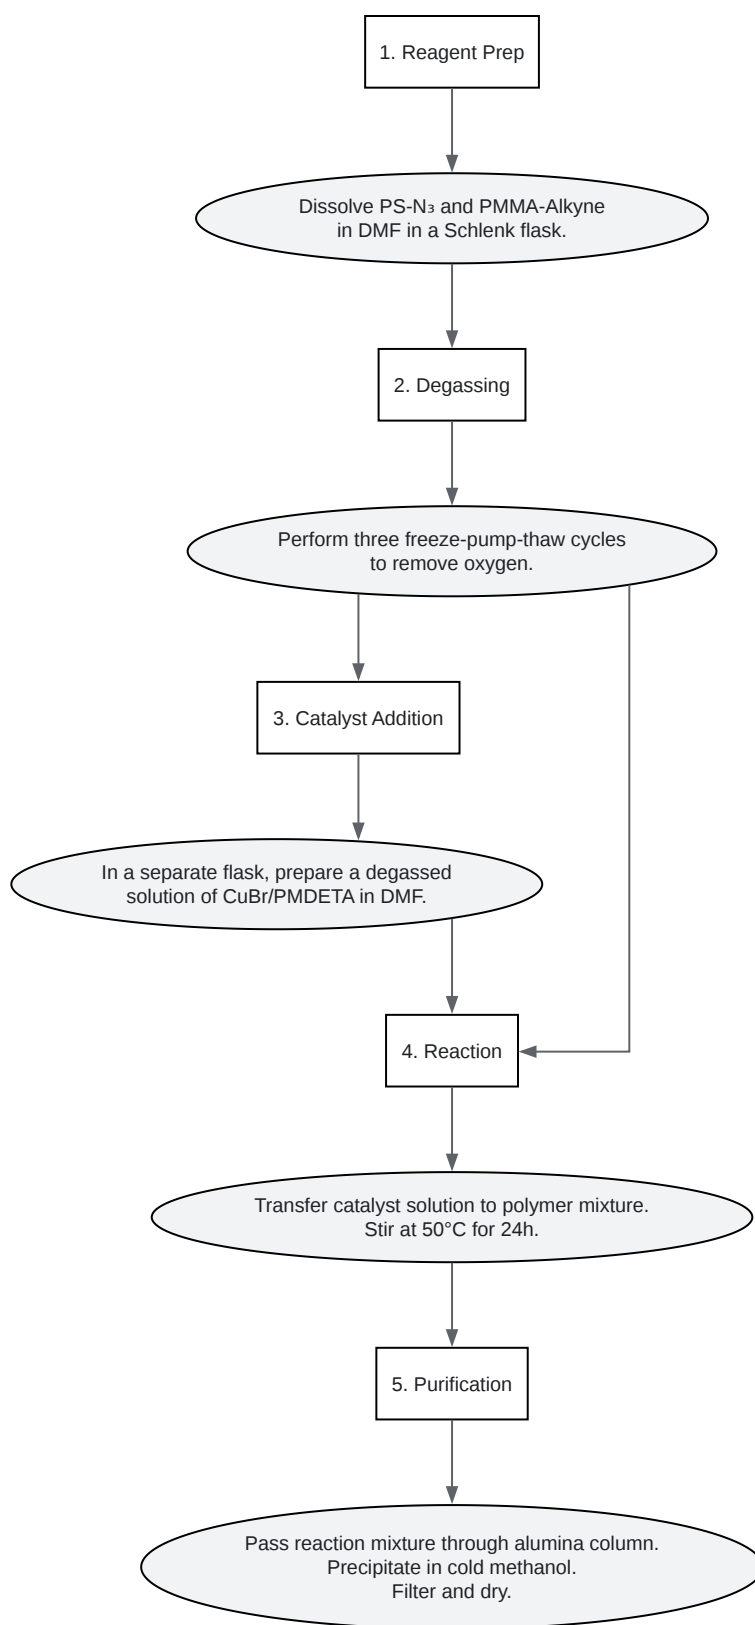 1. Reagent Prep
Dissolve PS-N₃ and PMMA-Alkyne
in DMF in a Schlenk flask.
2. Degassing
Perform three freeze-pump-thaw cycles
to remove oxygen.
3. Catalyst Addition
In a separate flask, prepare a degassed
solution of CuBr/PMDETA in DMF.
4. Reaction
Transfer catalyst solution to polymer mixture.
Stir at 50°C for 24h.
5. Purification
Pass reaction mixture through alumina column.
Precipitate in cold methanol.
Filter and dry.